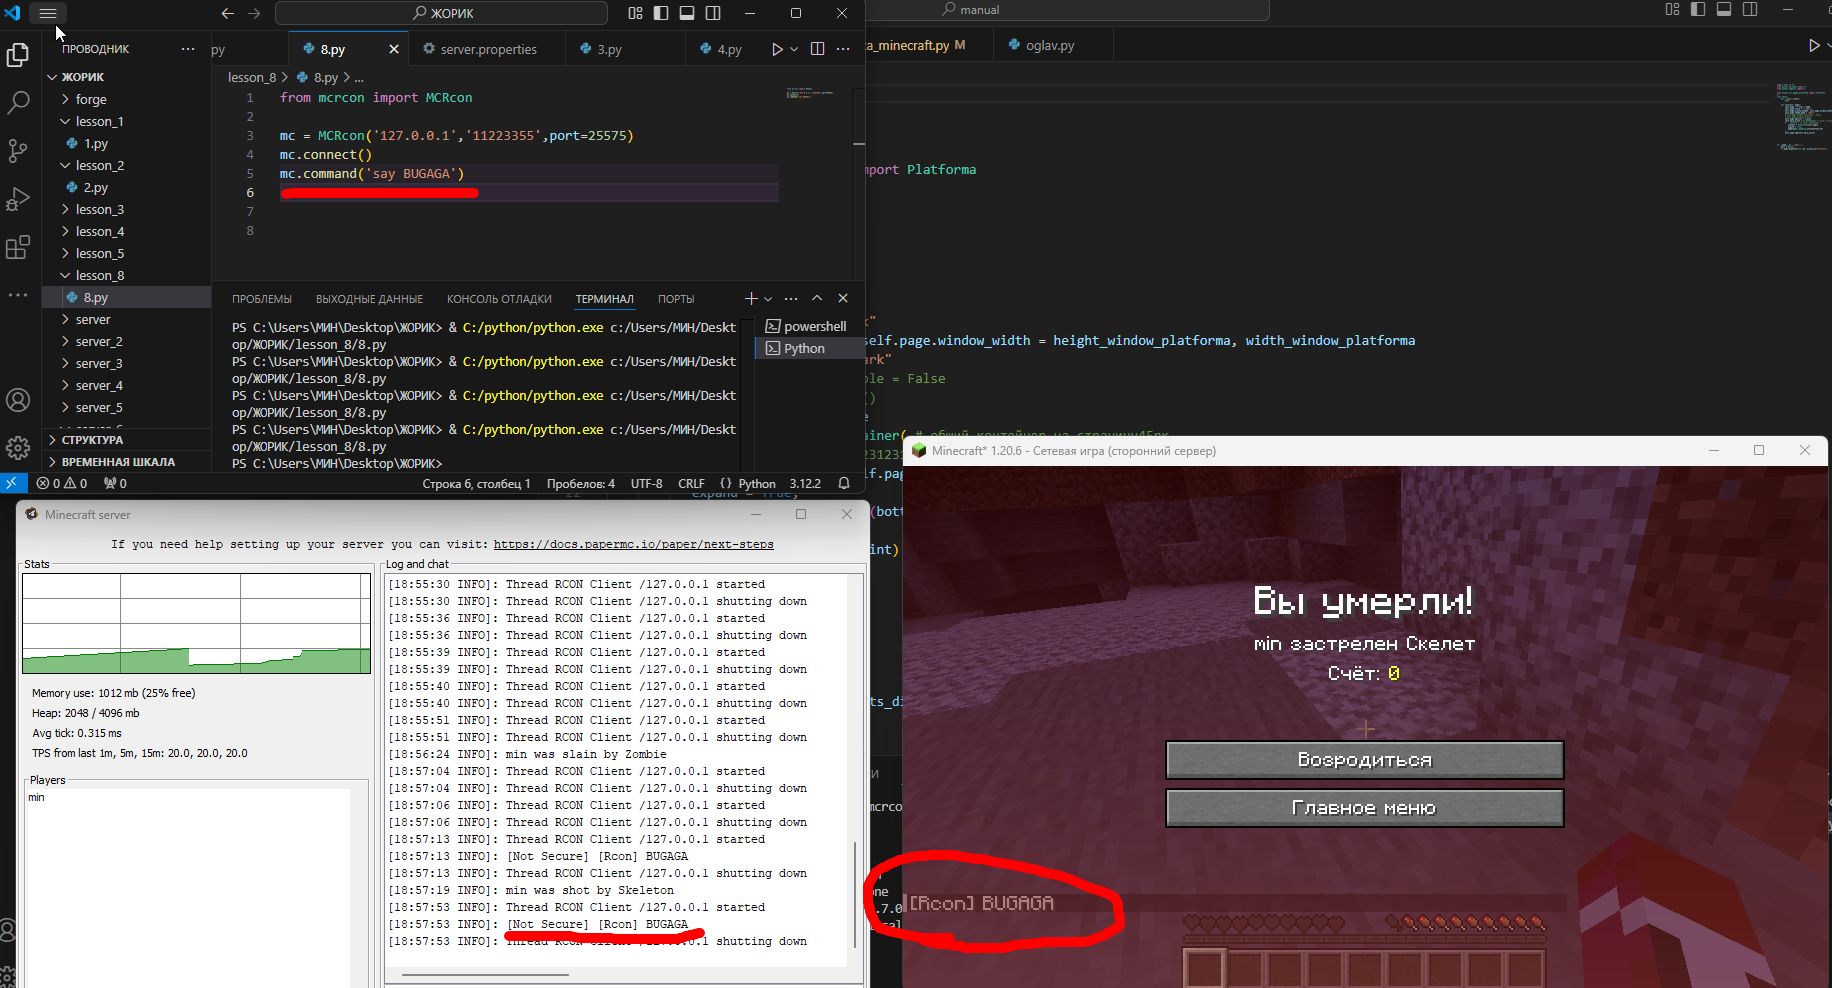 ЖОРИК
manual
ПРОВОДНИК
py
8.py
server.properties
3.py
4.py
ta_minecraft.py M
oglav.py
ЖОРИК
forge
lesson_1
1.py
lesson_2
2.py
lesson_3
lesson_4
lesson_5
lesson_8
8.py
server
server_2
server_3
server_4
server_5
СТРУКТУРА
ВРЕМЕННАЯ ШКАЛА
lesson_8 > 8.py > ...
1 from mcrcon import MCRcon
2
3 mc = MCRcon('127.0.0.1','11223355',port=25575)
4 mc.connect()
5 mc.command('say BUGAGA')
6
7
8
ПРОБЛЕМЫ ВЫХОДНЫЕ ДАННЫЕ КОНСОЛЬ ОТЛАДКИ ТЕРМИНАЛ ПОРТЫ
PS C:\Users\МИН\Desktop\ЖОРИК> & C:/python/python.exe c:/Users/МИН/Deskt
op/ЖОРИК/lesson_8/8.py
PS C:\Users\МИН\Desktop\ЖОРИК> & C:/python/python.exe c:/Users/МИН/Deskt
op/ЖОРИК/lesson_8/8.py
PS C:\Users\МИН\Desktop\ЖОРИК> & C:/python/python.exe c:/Users/МИН/Deskt
op/ЖОРИК/lesson_8/8.py
PS C:\Users\МИН\Desktop\ЖОРИК> & C:/python/python.exe c:/Users/МИН/Deskt
op/ЖОРИК/lesson_8/8.py
PS C:\Users\МИН\Desktop\ЖОРИК>
powershell
Python
0 0 0 Строка 6, столбец 1 Пробелов: 4 UTF-8 CRLF {} Python 3.12.2
port Platforma
elf.page.window_width = height_window_platforma, width_window_platforma
ark"
ble = False
()
ainer( # общий контейнер на страницу
elf.pag
expand = True,
(bott
int)
ts_di
mcrco
one
.7.0
Minecraft server
If you need help setting up your server you can visit: https://docs.papermc.io/paper/next-steps
Stats
Memory use: 1012 mb (25% free)
Heap: 2048 / 4096 mb
Avg tick: 0.315 ms
TPS from last 1m, 5m, 15m: 20.0, 20.0, 20.0
Players
min
Log and chat
[18:55:30 INFO]: Thread RCON Client /127.0.0.1 started
[18:55:30 INFO]: Thread RCON Client /127.0.0.1 shutting down
[18:55:36 INFO]: Thread RCON Client /127.0.0.1 started
[18:55:36 INFO]: Thread RCON Client /127.0.0.1 shutting down
[18:55:39 INFO]: Thread RCON Client /127.0.0.1 started
[18:55:39 INFO]: Thread RCON Client /127.0.0.1 shutting down
[18:55:40 INFO]: Thread RCON Client /127.0.0.1 started
[18:55:40 INFO]: Thread RCON Client /127.0.0.1 shutting down
[18:55:51 INFO]: Thread RCON Client /127.0.0.1 started
[18:55:51 INFO]: Thread RCON Client /127.0.0.1 shutting down
[18:56:24 INFO]: min was slain by Zombie
[18:57:04 INFO]: Thread RCON Client /127.0.0.1 started
[18:57:04 INFO]: Thread RCON Client /127.0.0.1 shutting down
[18:57:06 INFO]: Thread RCON Client /127.0.0.1 started
[18:57:06 INFO]: Thread RCON Client /127.0.0.1 shutting down
[18:57:13 INFO]: Thread RCON Client /127.0.0.1 started
[18:57:13 INFO]: [Not Secure] [Rcon] BUGAGA
[18:57:13 INFO]: Thread RCON Client /127.0.0.1 shutting down
[18:57:19 INFO]: min was shot by Skeleton
[18:57:53 INFO]: Thread RCON Client /127.0.0.1 started
[18:57:53 INFO]: [Not Secure] [Rcon] BUGAGA
[18:57:53 INFO]: Thread RCON Client /127.0.0.1 shutting down
Minecraft* 1.20.6 - Сетевая игра (сторонний сервер)
Вы умерли!
min застрелен Скелет
Счёт: 0
Возродиться
Главное меню
[Rcon] BUGAGA